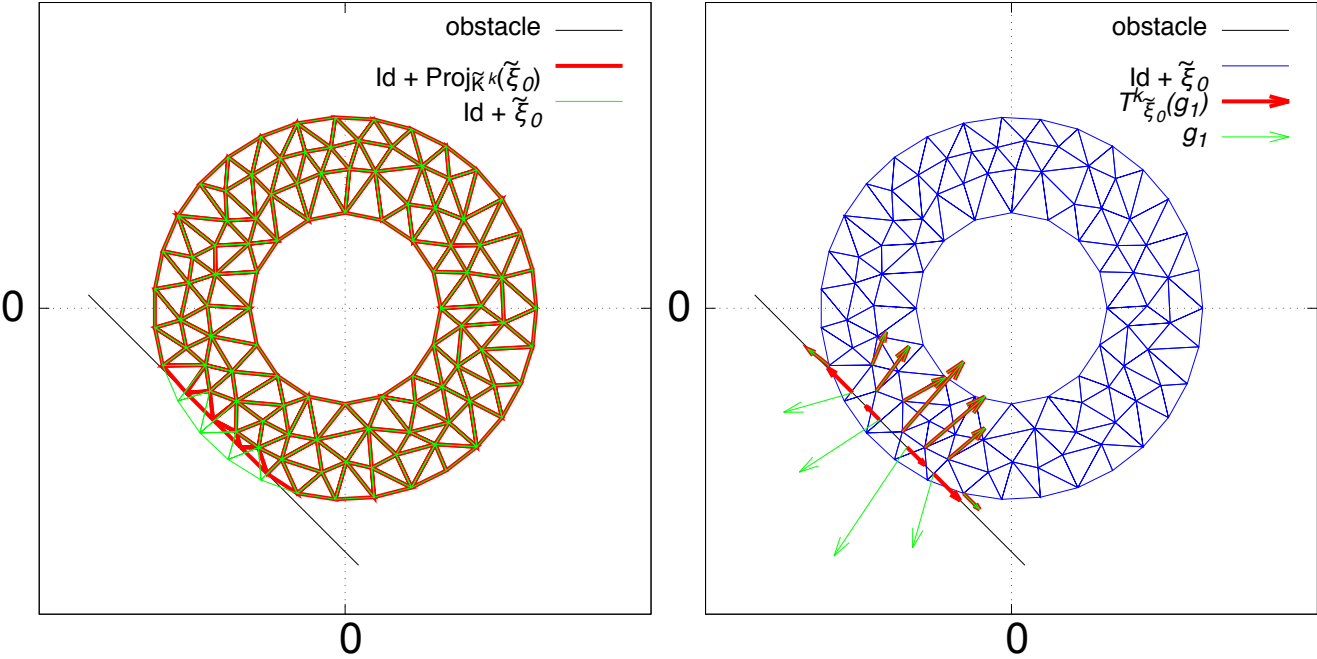 obstacle
Id + Proj_{K̃^k}(ξ̃_0)
Id + ξ̃_0
0
0
obstacle
Id + ξ̃_0
T^k_{ξ̃_0}(g_1)
g_1
0
0